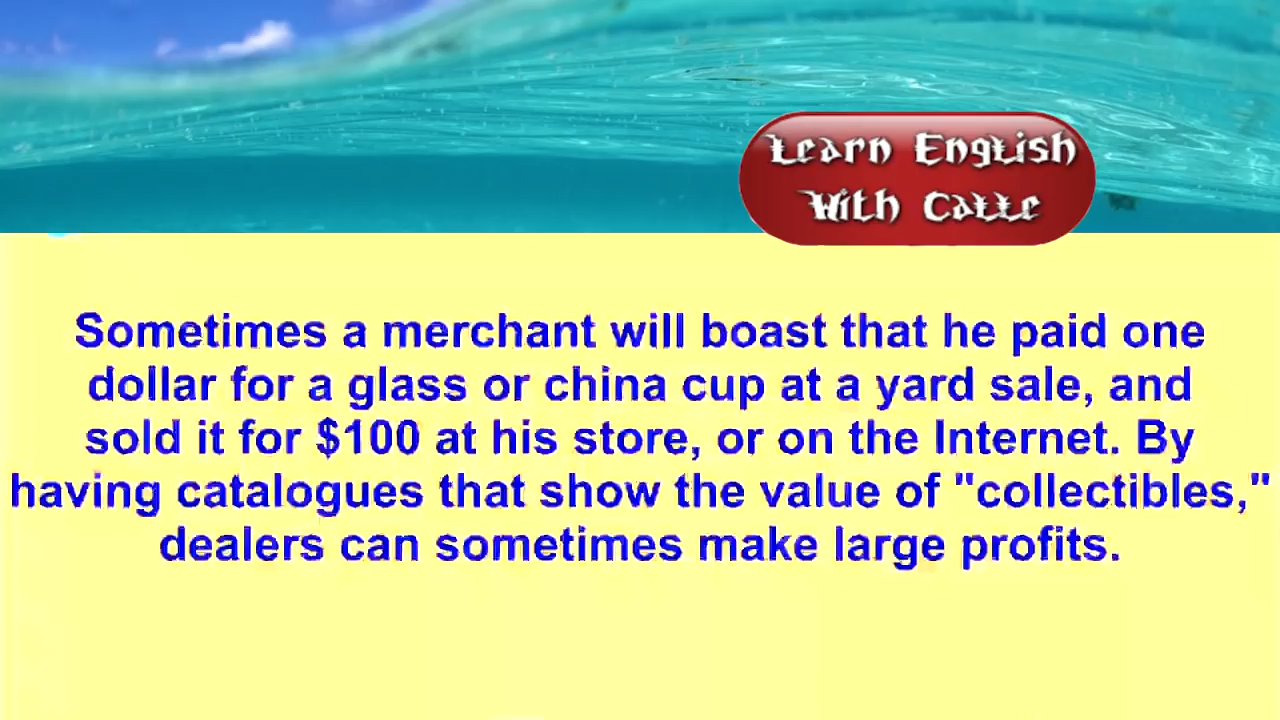 Learn English
With Catte
Sometimes a merchant will boast that he paid one
dollar for a glass or china cup at a yard sale, and
sold it for $100 at his store, or on the Internet. By
having catalogues that show the value of "collectibles,"
dealers can sometimes make large profits.